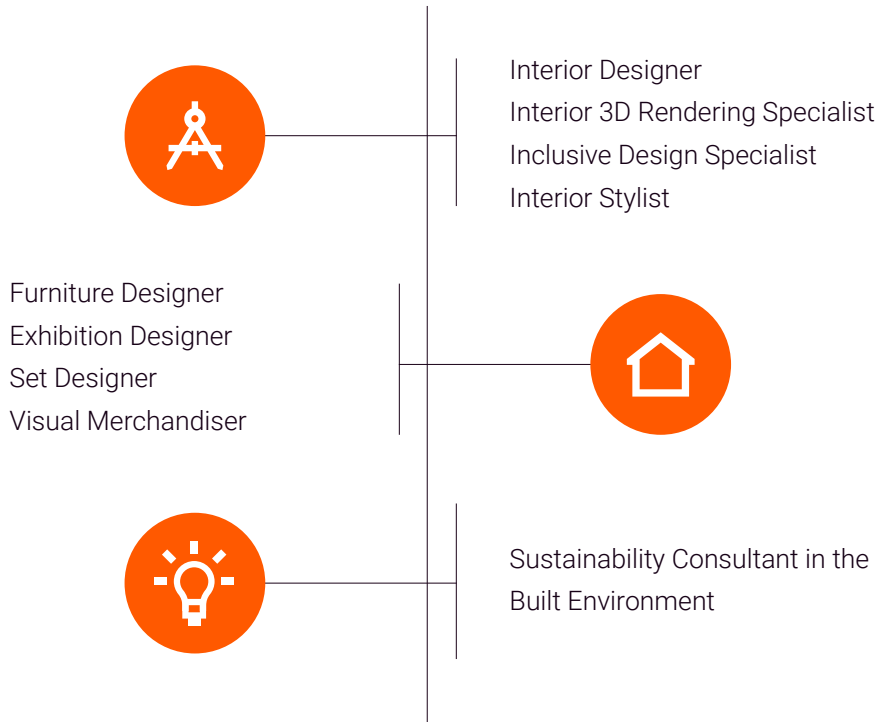 Interior Designer
Interior 3D Rendering Specialist
Inclusive Design Specialist
Interior Stylist
Furniture Designer
Exhibition Designer
Set Designer
Visual Merchandiser
Sustainability Consultant in the
Built Environment